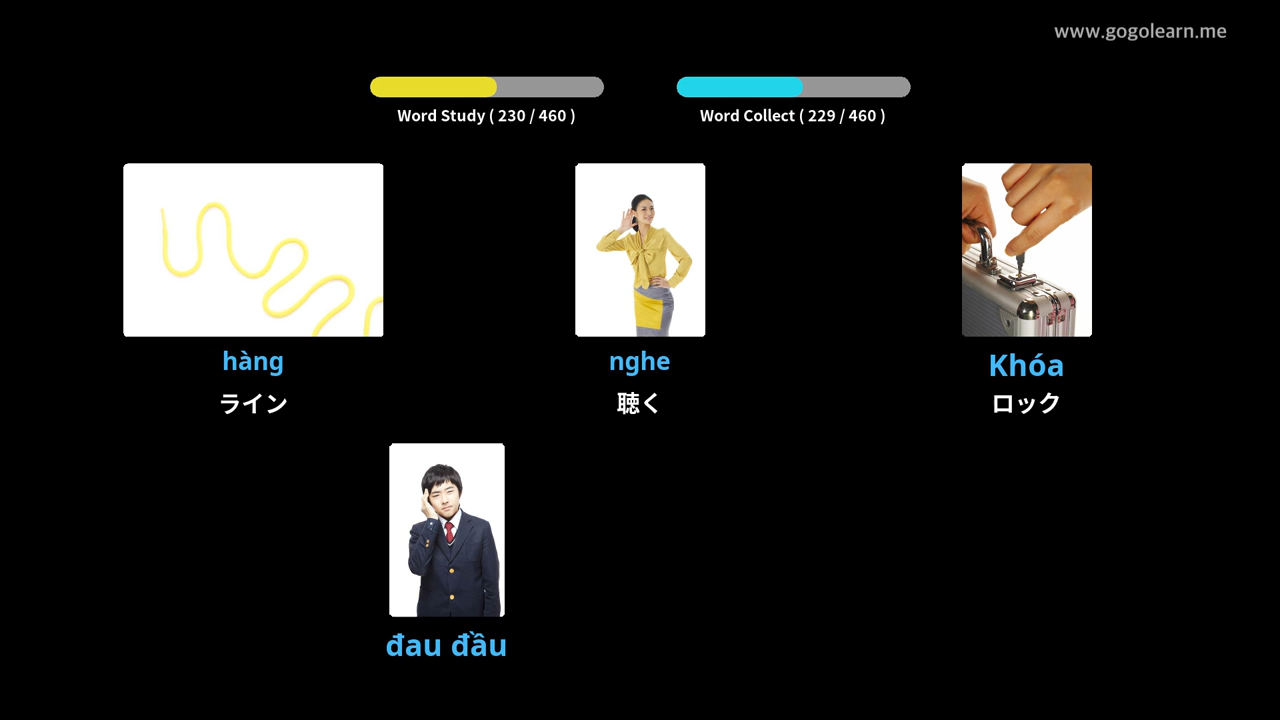 www.gogolearn.me
Word Study ( 230 / 460 )
Word Collect ( 229 / 460 )
hàng
nghe
Khóa
ライン
聴く
ロック
đau đầu